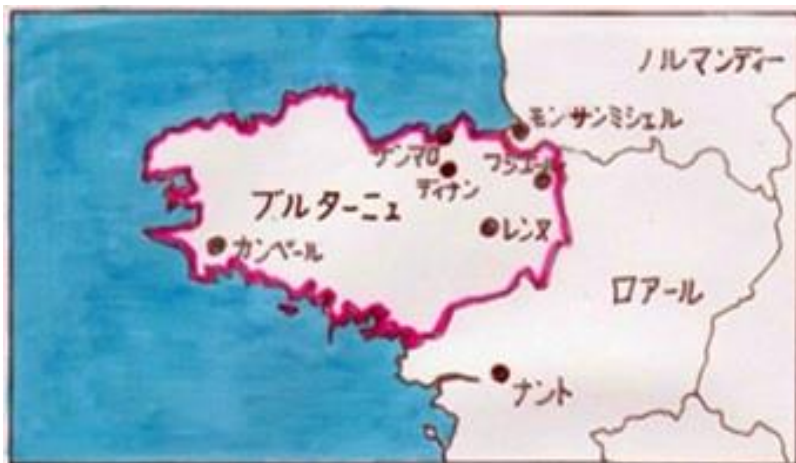 ノルマンディー
モンサンミシェル
サンマロ
フジェール
ディナン
ブルターニュ
レンヌ
カンペール
ロアール
ナント